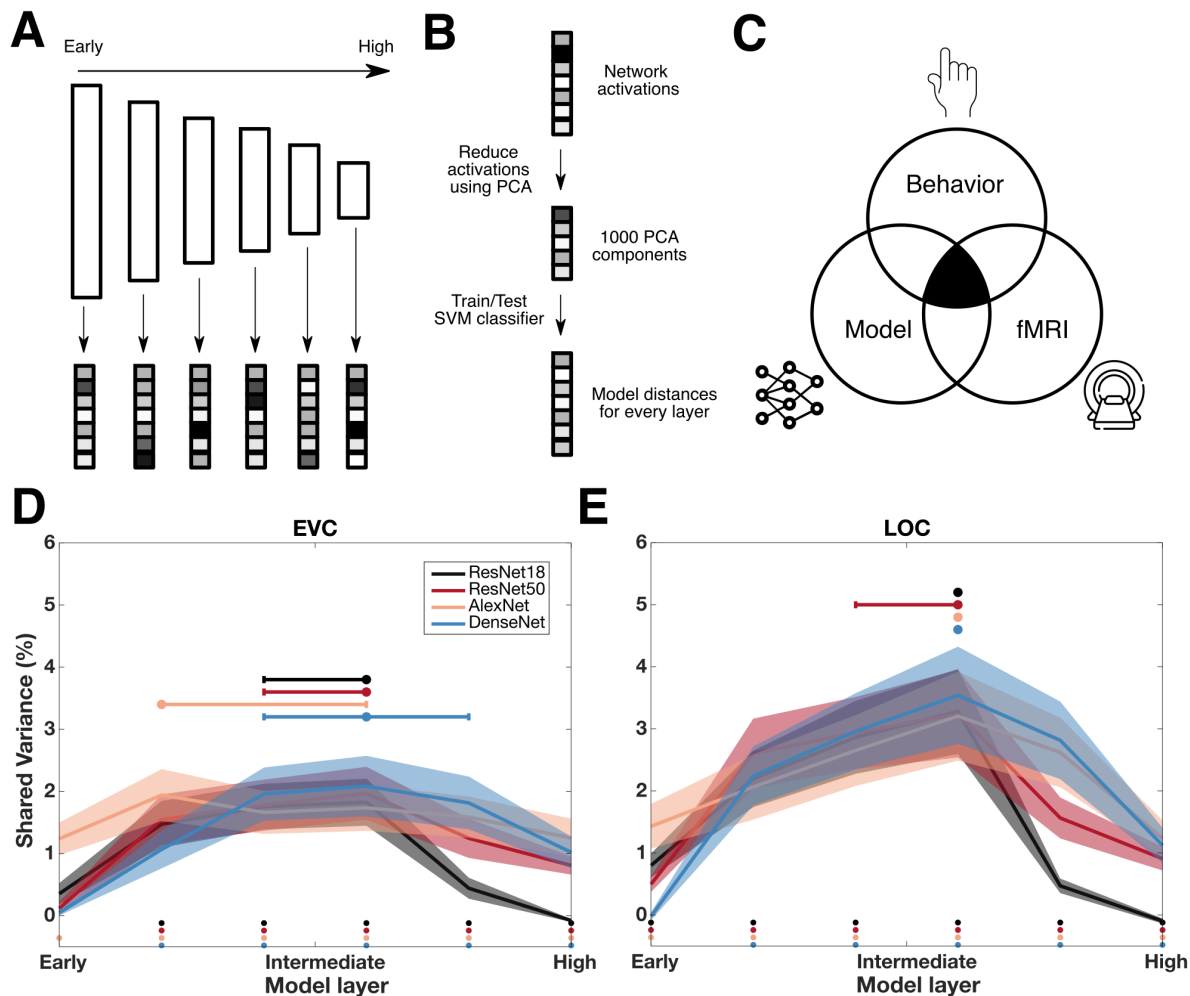 A
Early
High
B
Network
activations
Reduce
activations
using PCA
1000 PCA
components
Train/Test
SVM classifier
Model distances
for every layer
C
Behavior
Model
fMRI
D
EVC
6
5
4
3
2
1
0
Shared Variance (%)
ResNet18
ResNet50
AlexNet
DenseNet
Early
Intermediate
High
Model layer
E
LOC
6
5
4
3
2
1
0
Early
Intermediate
High
Model layer